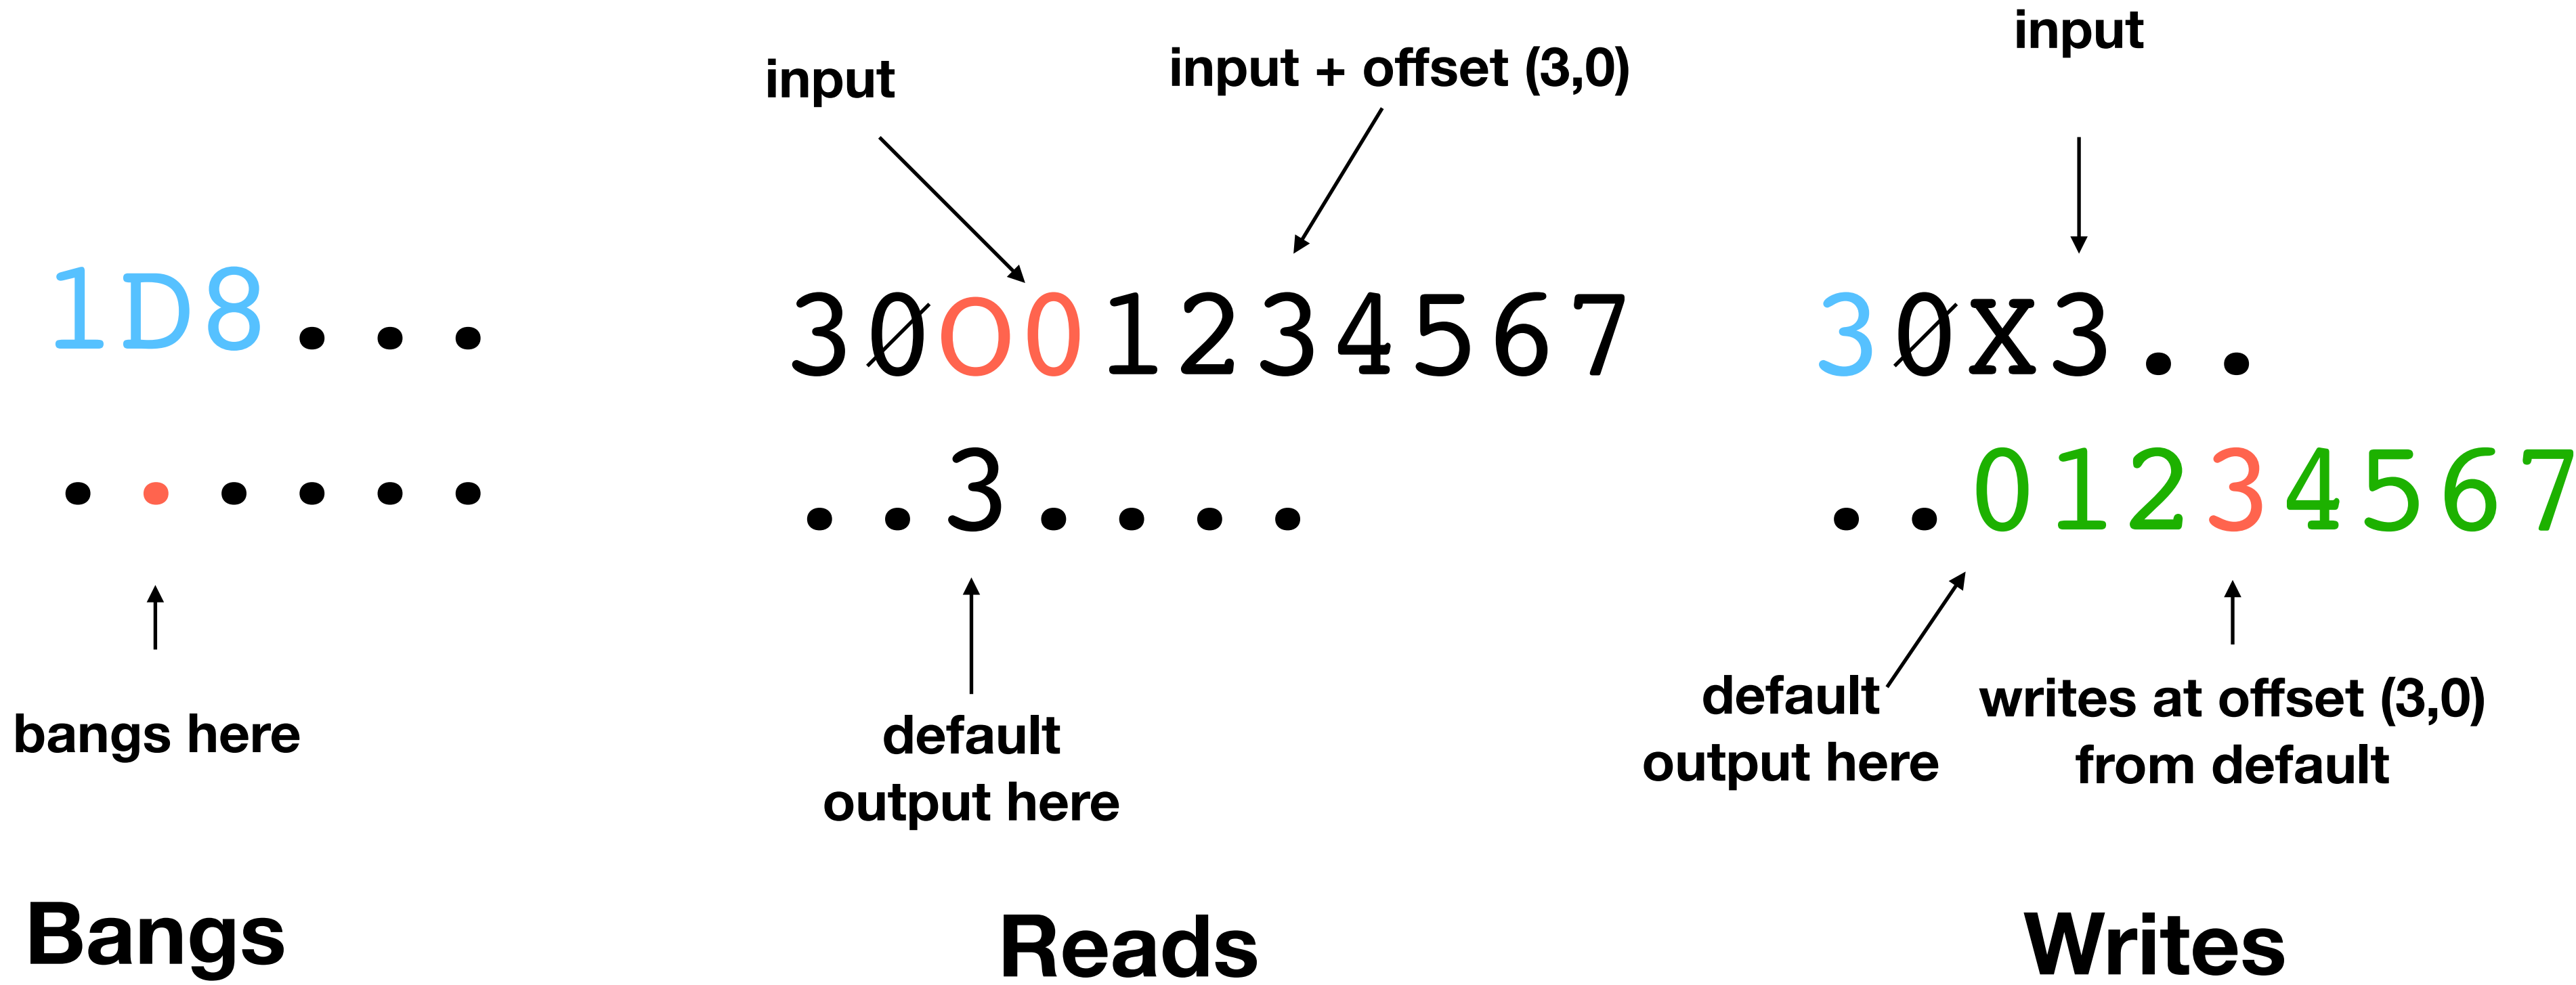 input
input + offset (3,0)
input
1D8...
......
bangs here
Bangs
30O01234567
..3....
default
output here
Reads
30X3..
..01234567
default
output here
writes at offset (3,0)
from default
Writes